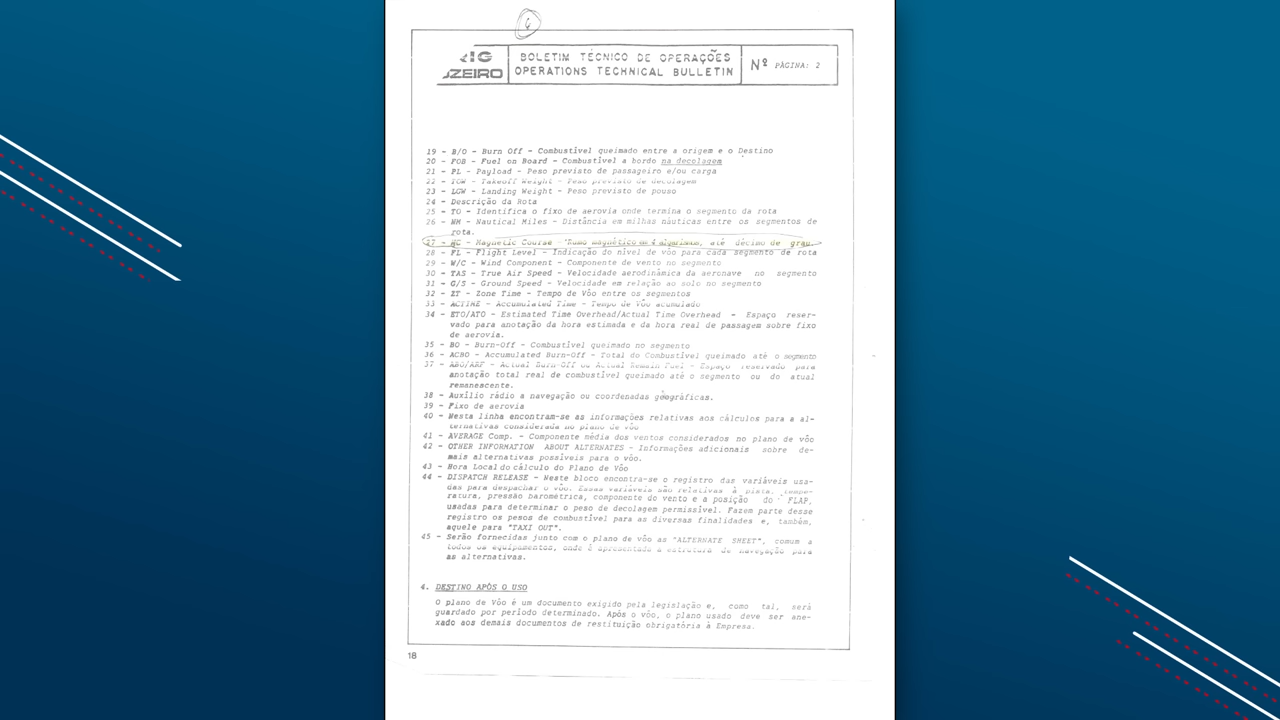 4
RIG
UZEIRO
BOLETIM TÉCNICO DE OPERAÇÕES
OPERATIONS TECHNICAL BULLETIN
Nº PÁGINA: 2
19 - B/O - Burn Off - Combustível queimado entre a origem e o Destino
20 - FOB - Fuel on Board - Combustível a bordo na decolagem
21 - PL - Payload - Peso previsto de passageiro e/ou carga
22 - TOW - Takeoff Weight - Peso previsto de decolagem
23 - LGW - Landing Weight - Peso previsto de pouso
24 - Descrição da Rota
25 - TO - Identifica o fixo de aerovia onde termina o segmento da rota
26 - NM - Nautical Miles - Distância em milhas náuticas entre os segmentos de
rota.
27 - MC - Magnetic Course - Rumo magnético em 4 algarismos, até décimo de grau.
28 - FL - Flight Level - Indicação do nível de vôo para cada segmento de rota
29 - W/C - Wind Component - Componente de vento no segmento
30 - TAS - True Air Speed - Velocidade aerodinâmica da aeronave no segmento
31 - G/S - Ground Speed - Velocidade em relação ao solo no segmento
32 - ZT - Zone Time - Tempo de Vôo entre os segmentos
33 - ACTIME - Accumulated Time - Tempo de Vôo acumulado
34 - ETO/ATO - Estimated Time Overhead/Actual Time Overhead - Espaço reser-
vado para anotação da hora estimada e da hora real de passagem sobre fixo
de aerovia.
35 - BO - Burn-Off - Combustível queimado no segmento
36 - ACBO - Accumulated Burn-Off - Total do Combustível queimado até o segmento
37 - ABO/ARF - Actual Burn-Off ou Actual Remain Fuel - Espaço reservado para
anotação total real de combustível queimado até o segmento ou do atual
remanescente.
38 - Auxílio rádio a navegação ou coordenadas geográficas.
39 - Fixo de aerovia
40 - Nesta linha encontram-se as informações relativas aos cálculos para a al-
ternativas considerada no plano de vôo
41 - AVERAGE Comp. - Componente média dos ventos considerados no plano de vôo
42 - OTHER INFORMATION ABOUT ALTERNATES - Informações adicionais sobre de-
mais alternativas possíveis para o vôo.
43 - Hora Local do cálculo do Plano de Vôo
44 - DISPATCH RELEASE - Neste bloco encontra-se o registro das variáveis usa-
das para despachar o vôo. Essas variáveis são relativas à pista, tempe-
ratura, pressão barométrica, componente do vento e a posição do FLAP,
usadas para determinar o peso de decolagem permissível. Fazem parte desse
registro os pesos de combustível para as diversas finalidades e, também,
aquele para "TAXI OUT".
45 - Serão fornecidas junto com o plano de vôo as "ALTERNATE SHEET", comum a
todos os equipamentos, onde é apresentada a estrutura de navegação para
as alternativas.
4. DESTINO APÓS O USO
O plano de Vôo é um documento exigido pela legislação e, como tal, será
guardado por período determinado. Após o vôo, o plano usado deve ser ane-
xado aos demais documentos de restituição obrigatória à Empresa.
18